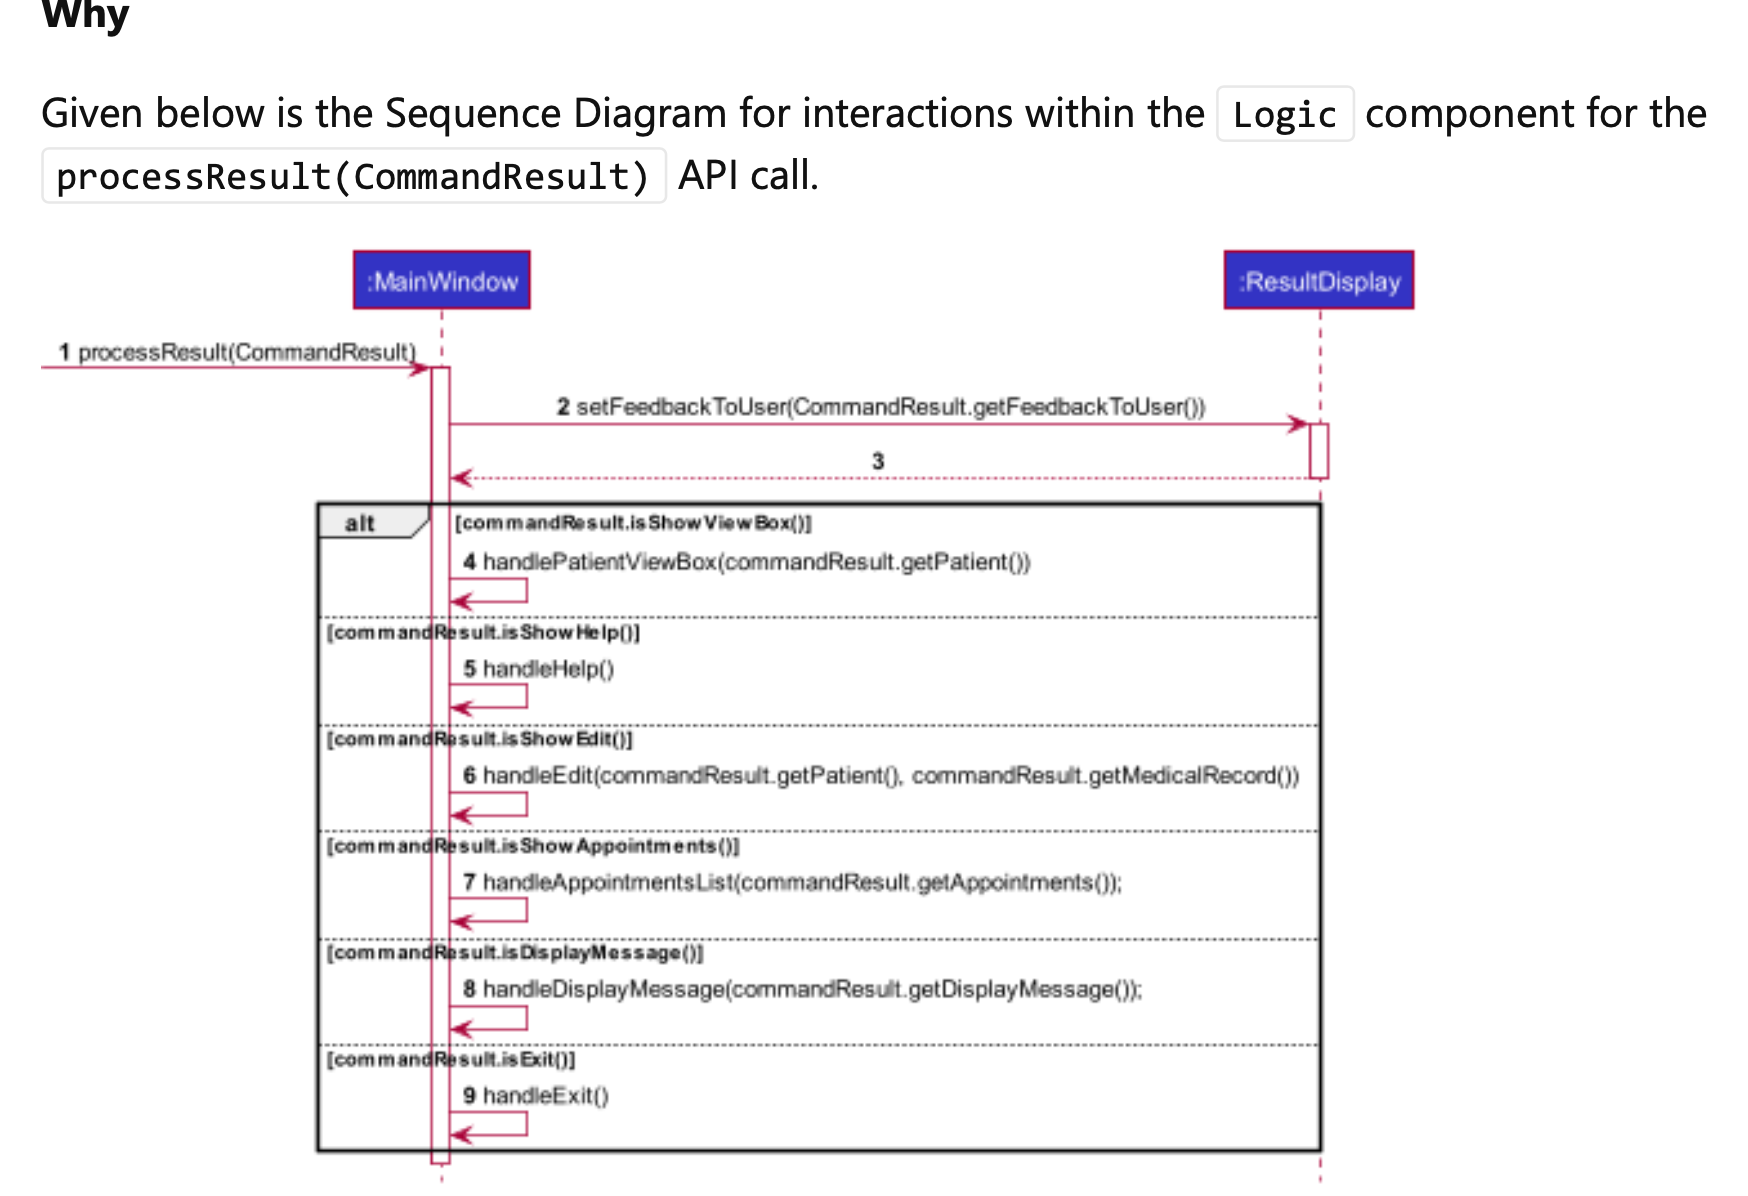 Why
Given below is the Sequence Diagram for interactions within the Logic component for the
processResult(CommandResult) API call.
:MainWindow
:ResultDisplay
1 processResult(CommandResult)
2 setFeedbackToUser(CommandResult.getFeedbackToUser())
3
alt
[commandResult.isShowViewBox()]
4 handlePatientViewBox(commandResult.getPatient())
[commandResult.isShowHelp()]
5 handleHelp()
[commandResult.isShowEdit()]
6 handleEdit(commandResult.getPatient(), commandResult.getMedicalRecord())
[commandResult.isShowAppointments()]
7 handleAppointmentsList(commandResult.getAppointments());
[commandResult.isDisplayMessage()]
8 handleDisplayMessage(commandResult.getDisplayMessage());
[commandResult.isExit()]
9 handleExit()